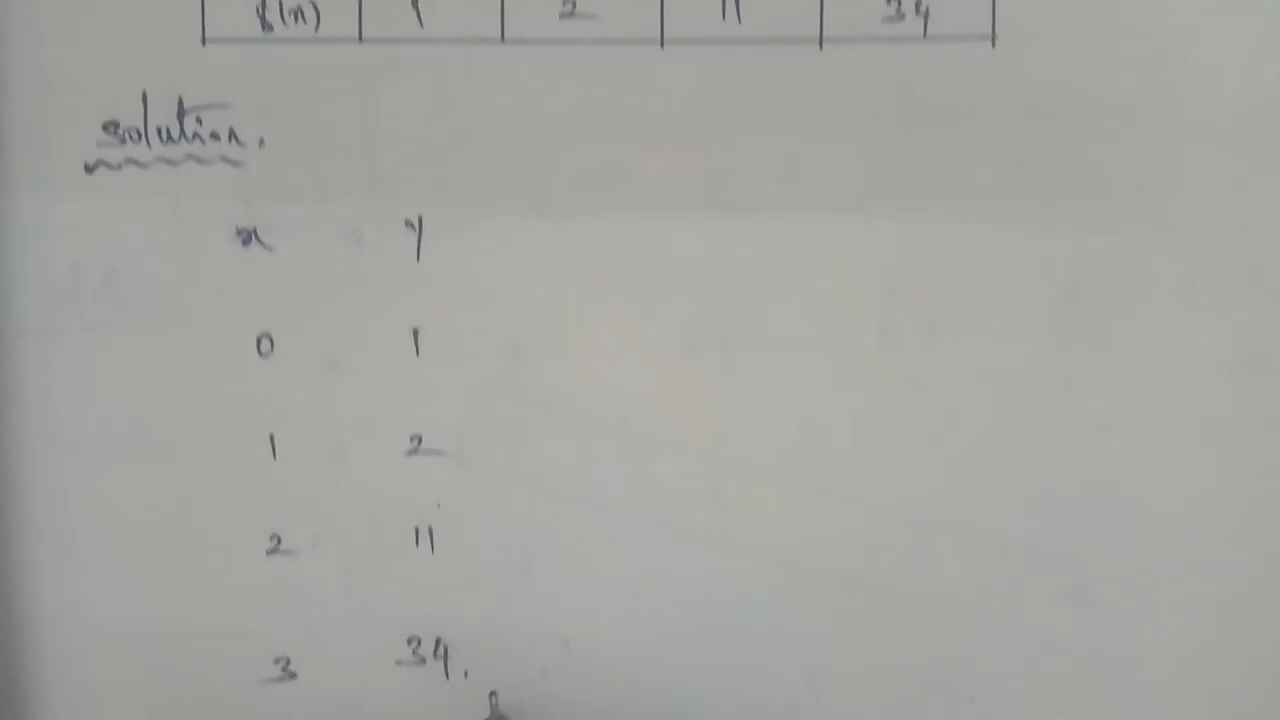 f(x) 1 2 11 34
Solution.
x y
0 1
1 2
2 11
3 34.